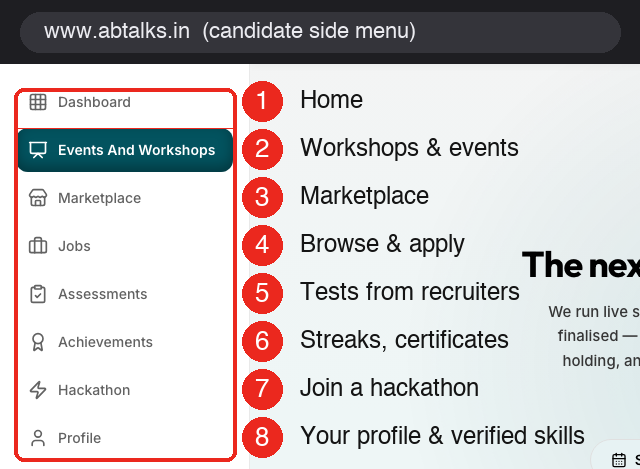 www.abtalks.in (candidate side menu)
Dashboard 1 Home
Events And Workshops 2 Workshops & events
Marketplace 3 Marketplace
Jobs 4 Browse & apply
The nex
Assessments 5 Tests from recruiters
We run live s
Achievements 6 Streaks, certificates
finalised —
holding, an
Hackathon 7 Join a hackathon
Profile 8 Your profile & verified skills